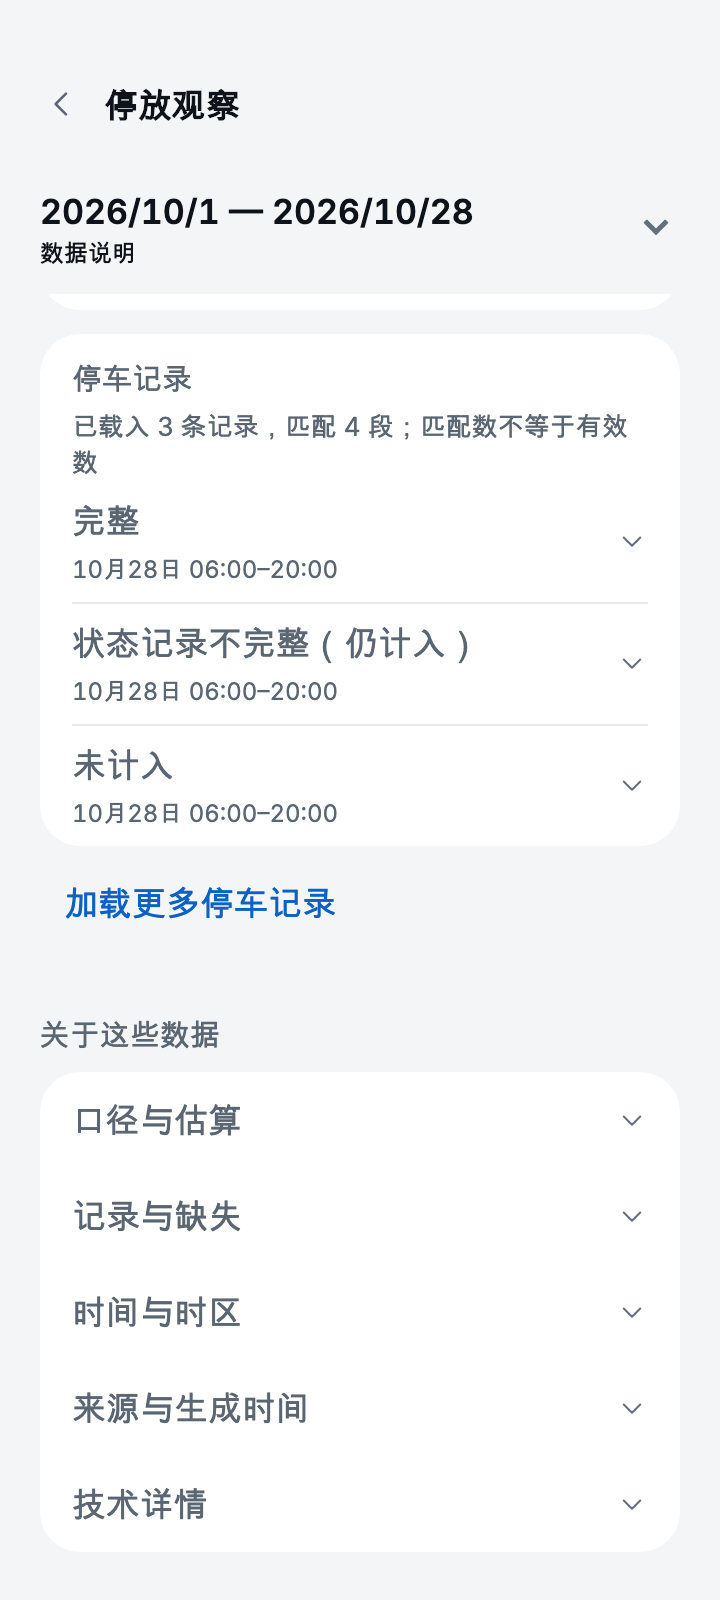 停放观察
2026/10/1 — 2026/10/28
数据说明
停车记录
已载入 3 条记录，匹配 4 段；匹配数不等于有效
数
完整
10月28日 06:00–20:00
状态记录不完整（仍计入）
10月28日 06:00–20:00
未计入
10月28日 06:00–20:00
加载更多停车记录
关于这些数据
口径与估算
记录与缺失
时间与时区
来源与生成时间
技术详情